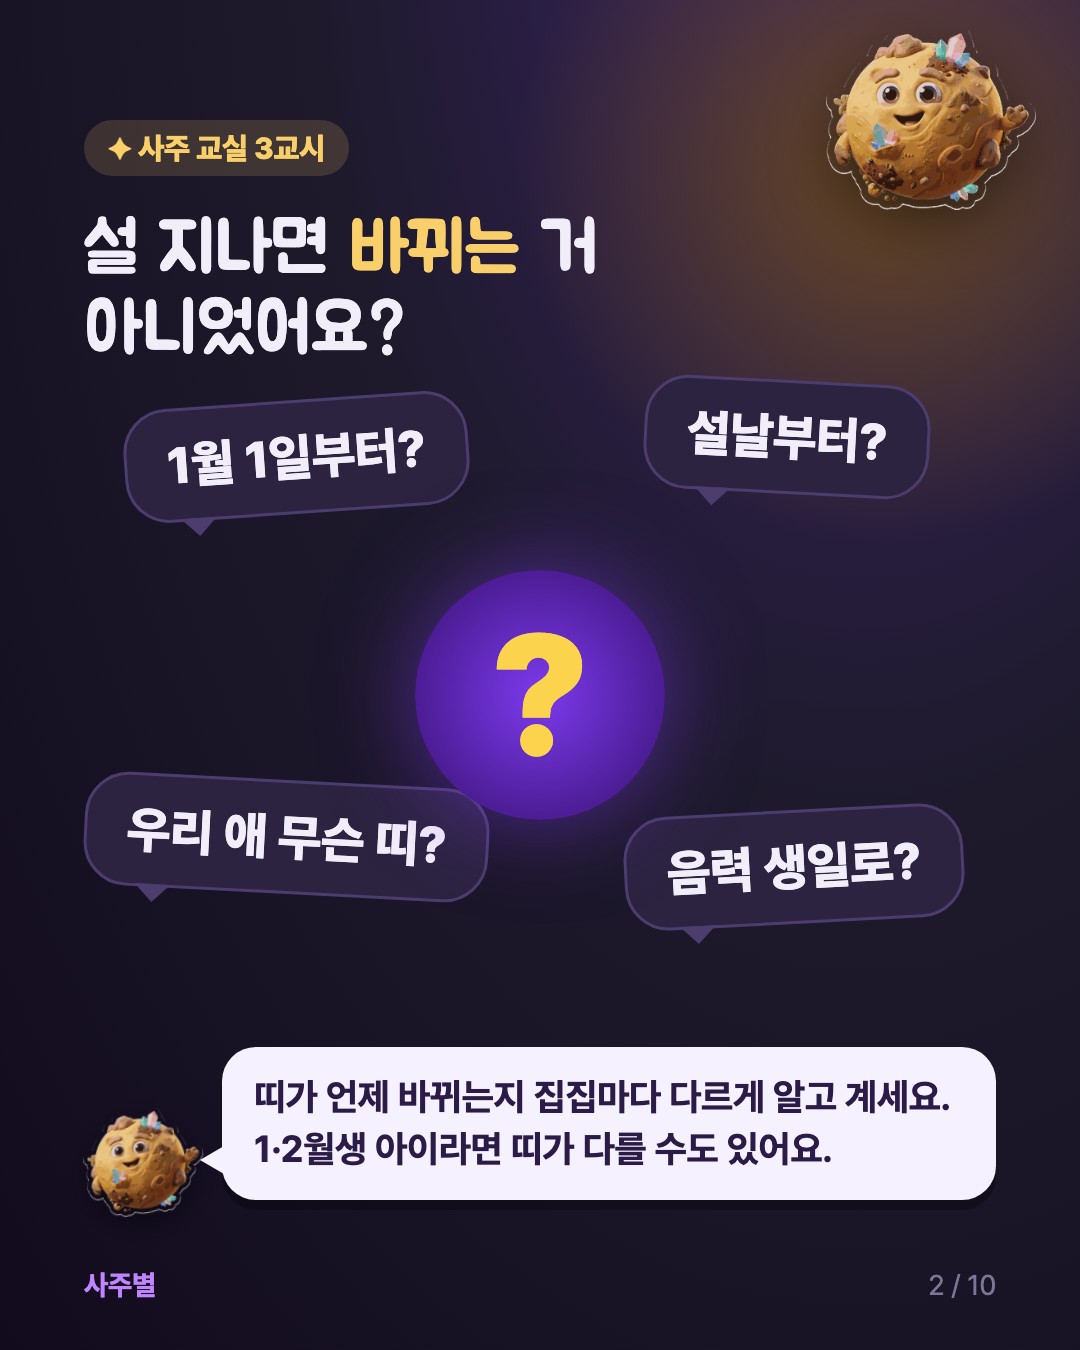 ✦ 사주 교실 3교시
설 지나면 바뀌는 거
아니었어요?
1월 1일부터?
설날부터?
?
우리 애 무슨 띠?
음력 생일로?
띠가 언제 바뀌는지 집집마다 다르게 알고 계세요.
1·2월생 아이라면 띠가 다를 수도 있어요.
사주별
2 / 10